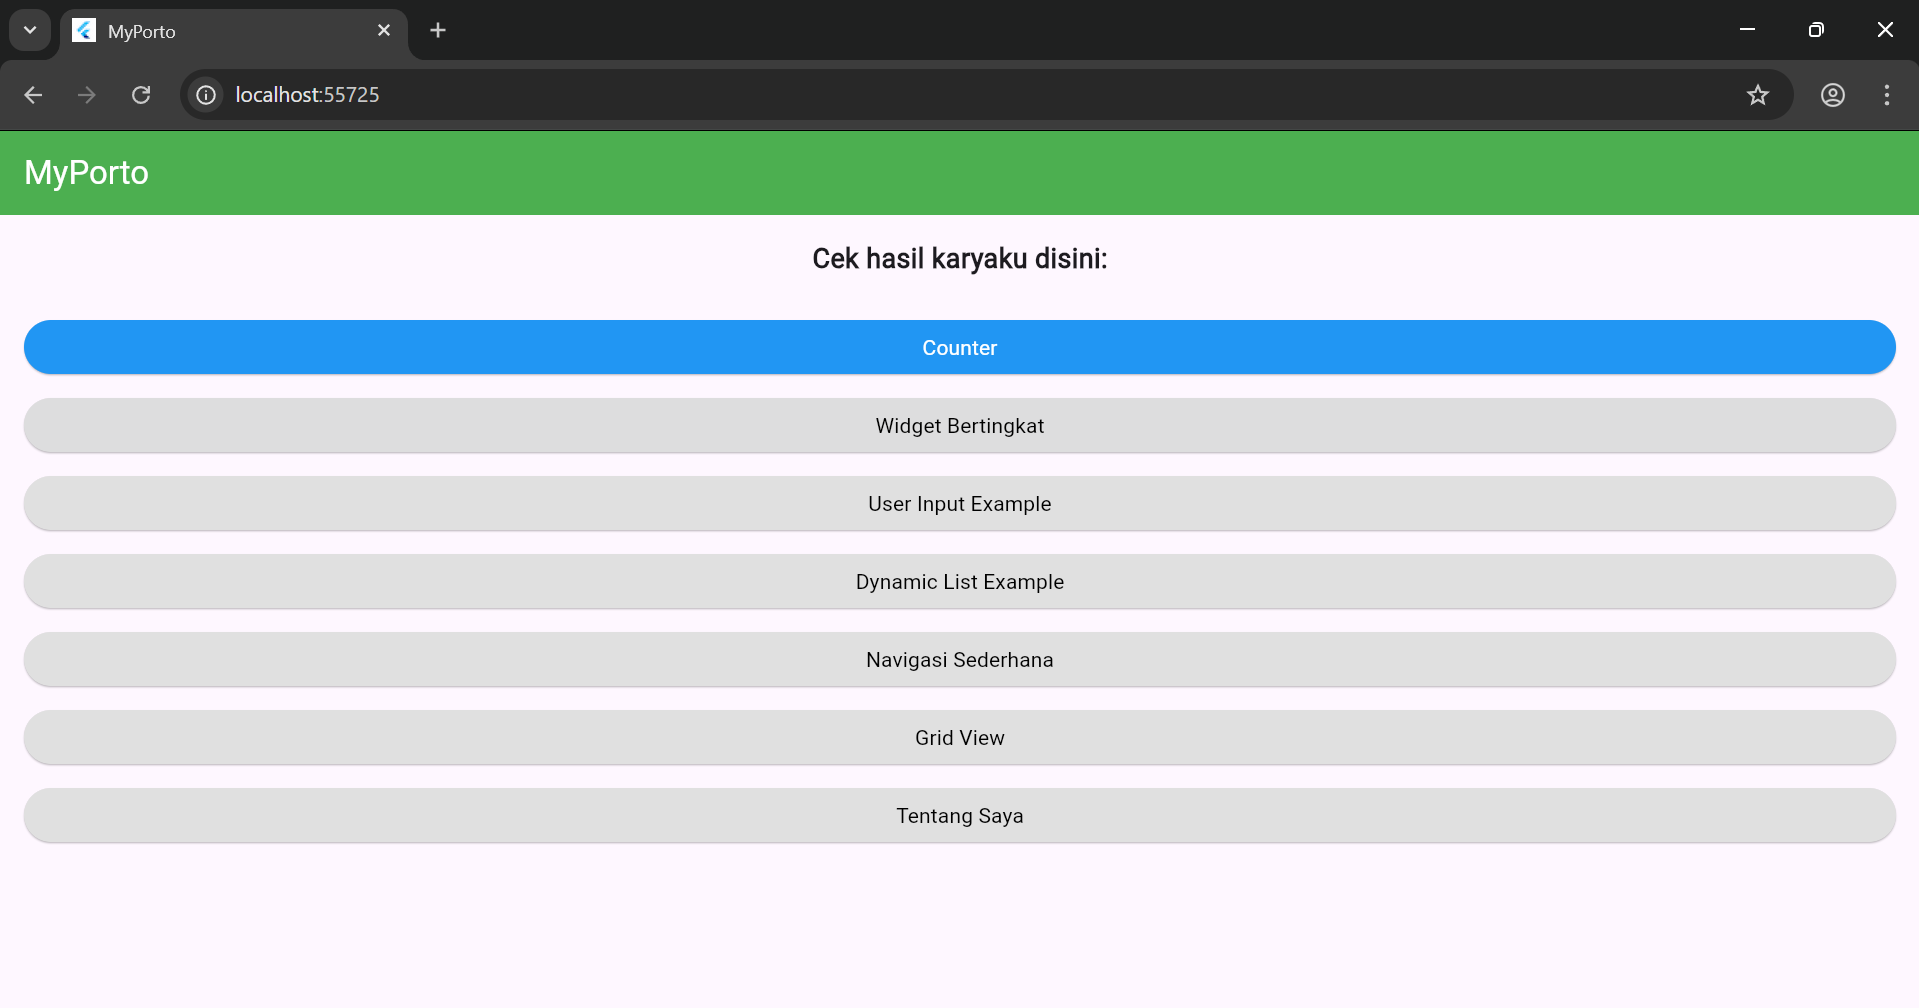 MyPorto
localhost:55725
MyPorto
Cek hasil karyaku disini:
Counter
Widget Bertingkat
User Input Example
Dynamic List Example
Navigasi Sederhana
Grid View
Tentang Saya